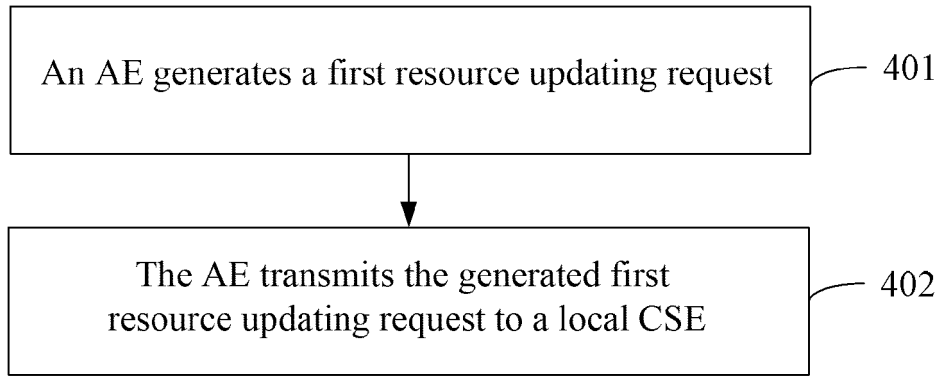 An AE generates a first resource updating request
401
The AE transmits the generated first
resource updating request to a local CSE
402